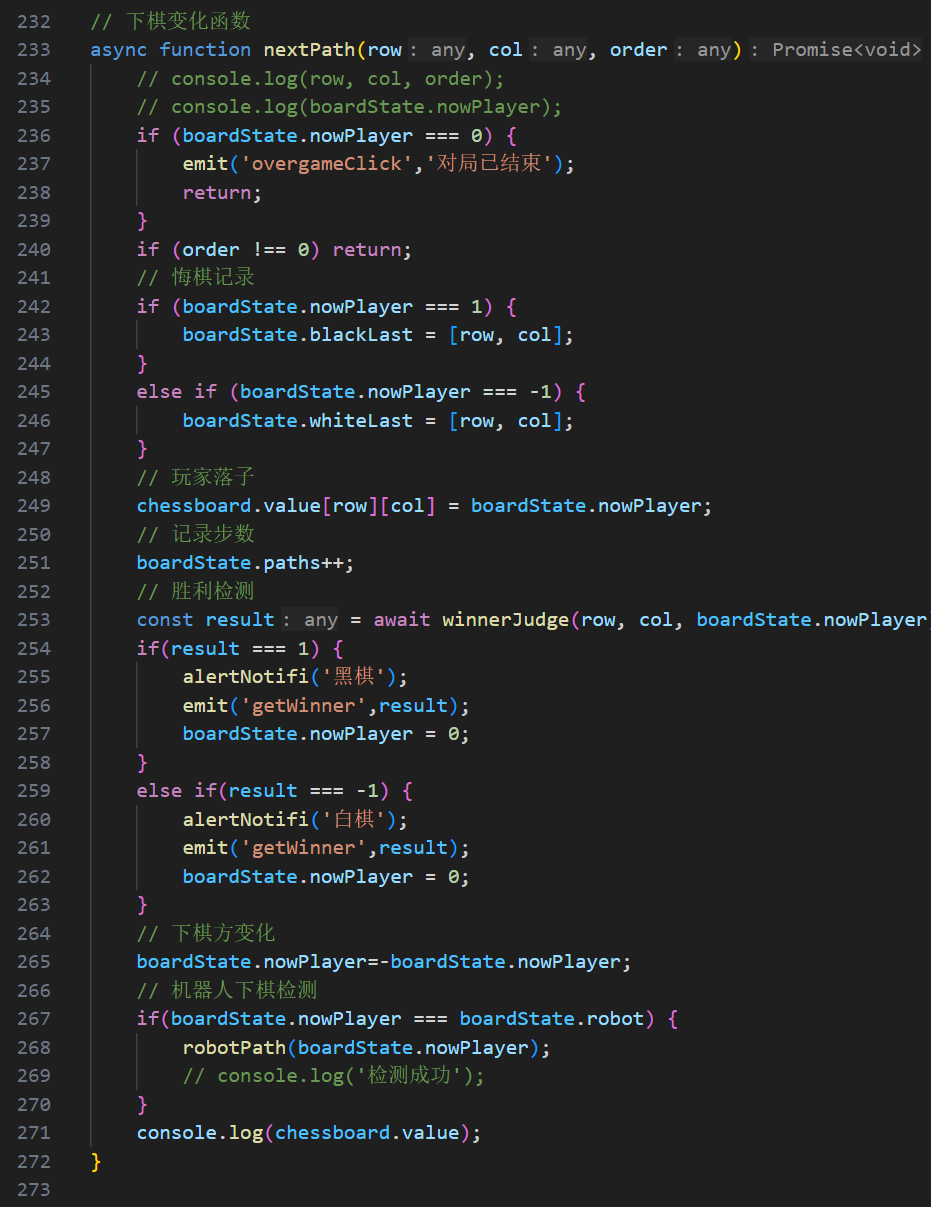 232 // 下棋变化函数
233 async function nextPath(row: any, col: any, order: any): Promise<void>
234 // console.log(row, col, order);
235 // console.log(boardState.nowPlayer);
236 if (boardState.nowPlayer === 0) {
237 emit('overgameClick','对局已结束');
238 return;
239 }
240 if (order !== 0) return;
241 // 悔棋记录
242 if (boardState.nowPlayer === 1) {
243 boardState.blackLast = [row, col];
244 }
245 else if (boardState.nowPlayer === -1) {
246 boardState.whiteLast = [row, col];
247 }
248 // 玩家落子
249 chessboard.value[row][col] = boardState.nowPlayer;
250 // 记录步数
251 boardState.paths++;
252 // 胜利检测
253 const result: any = await winnerJudge(row, col, boardState.nowPlayer)
254 if(result === 1) {
255 alertNotifi('黑棋');
256 emit('getWinner',result);
257 boardState.nowPlayer = 0;
258 }
259 else if(result === -1) {
260 alertNotifi('白棋');
261 emit('getWinner',result);
262 boardState.nowPlayer = 0;
263 }
264 // 下棋方变化
265 boardState.nowPlayer=-boardState.nowPlayer;
266 // 机器人下棋检测
267 if(boardState.nowPlayer === boardState.robot) {
268 robotPath(boardState.nowPlayer);
269 // console.log('检测成功');
270 }
271 console.log(chessboard.value);
272 }
273